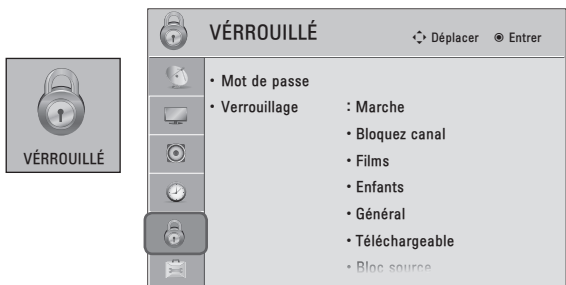 VÉRROUILLÉ
VÉRROUILLÉ
Déplacer
Entrer
• Mot de passe
• Verrouillage : Marche
• Bloquez canal
• Films
• Enfants
• Général
• Téléchargeable
• Bloc source